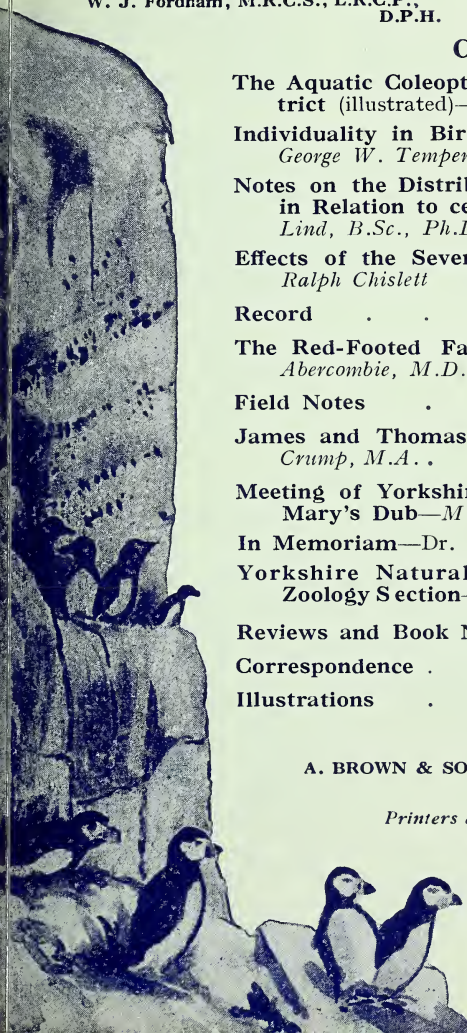 W. J. Fordham, M.R.C.S., L.R.C.P.,
D.P.H.
The Aquatic Coleopt
trict (illustrated)—
Individuality in Bir
George W. Temper
Notes on the Distrib
in Relation to ce
Lind, B.Sc., Ph.D
Effects of the Sever
Ralph Chislett
Record . .
The Red-Footed Fa
Abercombie, M.D.
Field Notes .
James and Thomas
Crump, M.A. .
Meeting of Yorkshir
Mary's Dub—M
In Memoriam—Dr.
Yorkshire Natural
Zoology Section—
Reviews and Book N
Correspondence .
Illustrations .
A. BROWN & SO
Printers